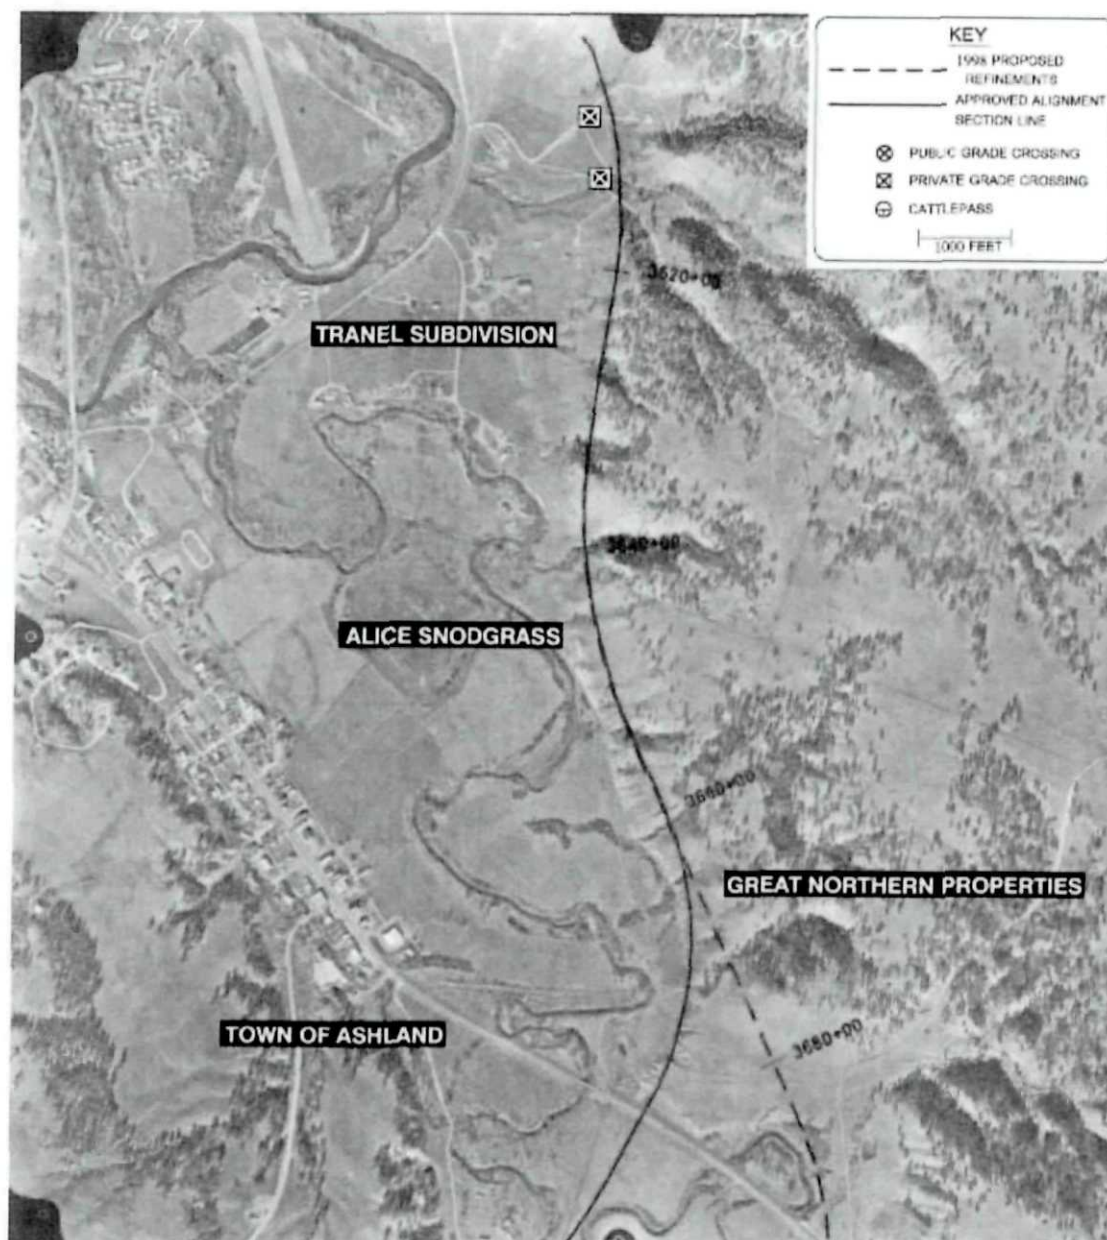 11-6-97
KEY
1998 PROPOSED
REFINEMENTS
APPROVED ALIGNMENT
SECTION LINE
PUBLIC GRADE CROSSING
PRIVATE GRADE CROSSING
CATTLEPASS
1000 FEET
3620+00
TRANEL SUBDIVISION
3640+00
ALICE SNODGRASS
3660+00
GREAT NORTHERN PROPERTIES
TOWN OF ASHLAND
3680+00